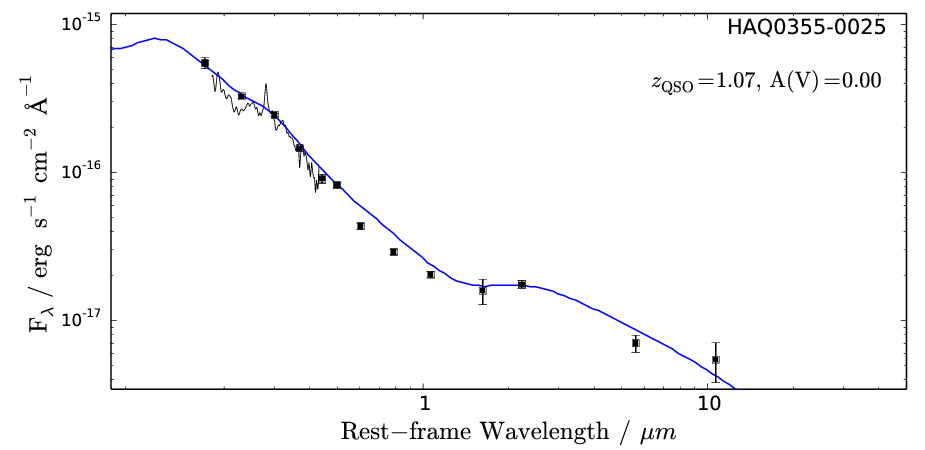 HAQ0355-0025
z_QSO=1.07, A(V)=0.00
10^-15
10^-16
10^-17
F_λ / erg s^−1 cm^−2 Å^−1
1 10
Rest−frame Wavelength / μm